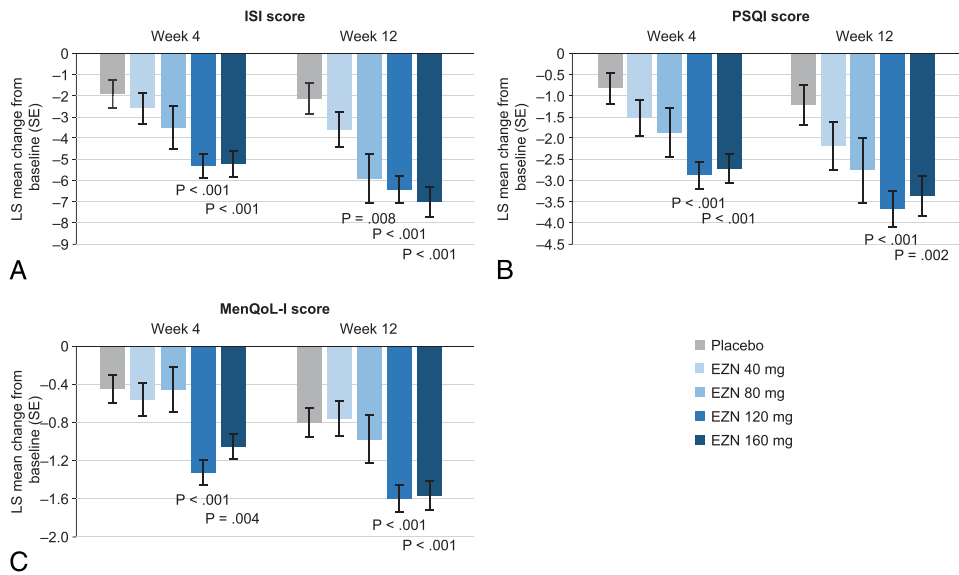 ISI score
Week 4 Week 12
LS mean change from
baseline (SE)
0
–1
–2
–3
–4
–5
–6
–7
–8
–9
P < .001
P < .001
P = .008
P < .001
P < .001
A
PSQI score
Week 4 Week 12
LS mean change from
baseline (SE)
0
–0.5
–1.0
–1.5
–2.0
–2.5
–3.0
–3.5
–4.0
–4.5
P < .001
P < .001
P < .001
P = .002
B
MenQoL-I score
Week 4 Week 12
LS mean change from
baseline (SE)
0
–0.4
–0.8
–1.2
–1.6
–2.0
P < .001
P = .004
P < .001
P < .001
C
Placebo
EZN 40 mg
EZN 80 mg
EZN 120 mg
EZN 160 mg